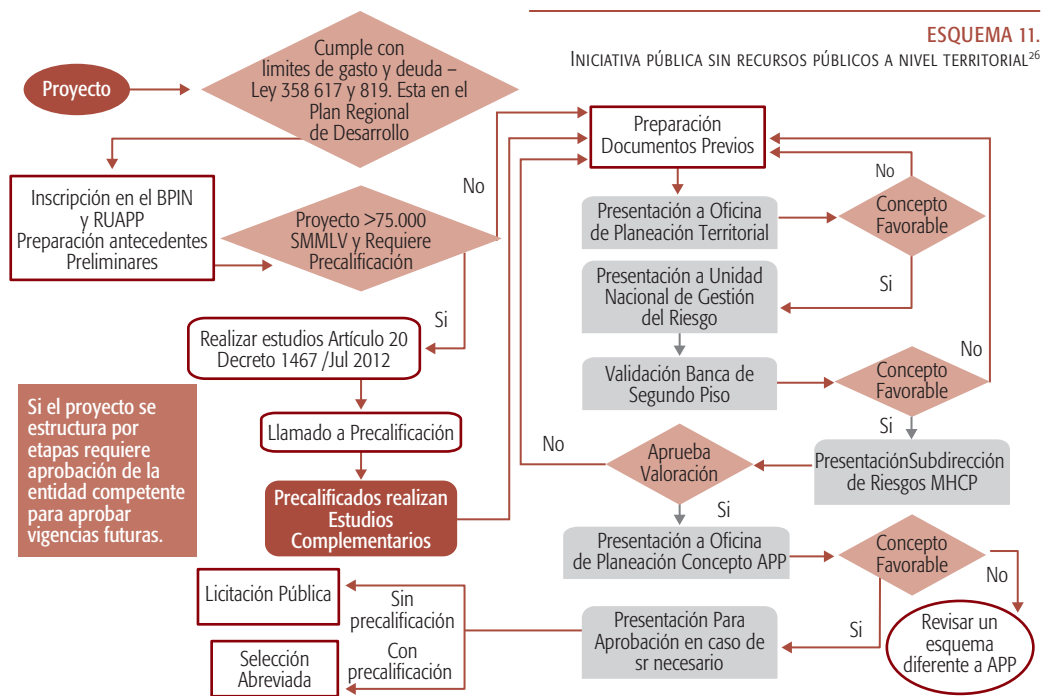 ESQUEMA 11.
INICIATIVA PÚBLICA SIN RECURSOS PÚBLICOS A NIVEL TERRITORIAL26
Proyecto
Cumple con
limites de gasto y deuda –
Ley 358 617 y 819. Esta en el
Plan Regional
de Desarrollo
Inscripción en el BPIN
y RUAPP
Preparación antecedentes
Preliminares
Proyecto >75.000
SMMLV y Requiere
Precalificación
No
Si
Realizar estudios Artículo 20
Decreto 1467 /Jul 2012
Llamado a Precalificación
Precalificados realizan
Estudios
Complementarios
Si el proyecto se
estructura por
etapas requiere
aprobación de la
entidad competente
para aprobar
vigencias futuras.
Preparación
Documentos Previos
Presentación a Oficina
de Planeación Territorial
Concepto
Favorable
No
Si
Presentación a Unidad
Nacional de Gestión
del Riesgo
Validación Banca de
Segundo Piso
Concepto
Favorable
No
Si
PresentaciónSubdirección
de Riesgos MHCP
Aprueba
Valoración
No
Si
Presentación a Oficina
de Planeación Concepto APP
Concepto
Favorable
No
Si
Revisar un
esquema
diferente a APP
Presentación Para
Aprobación en caso de
sr necesario
Sin
precalificación
Con
precalificación
Licitación Pública
Selección
Abreviada